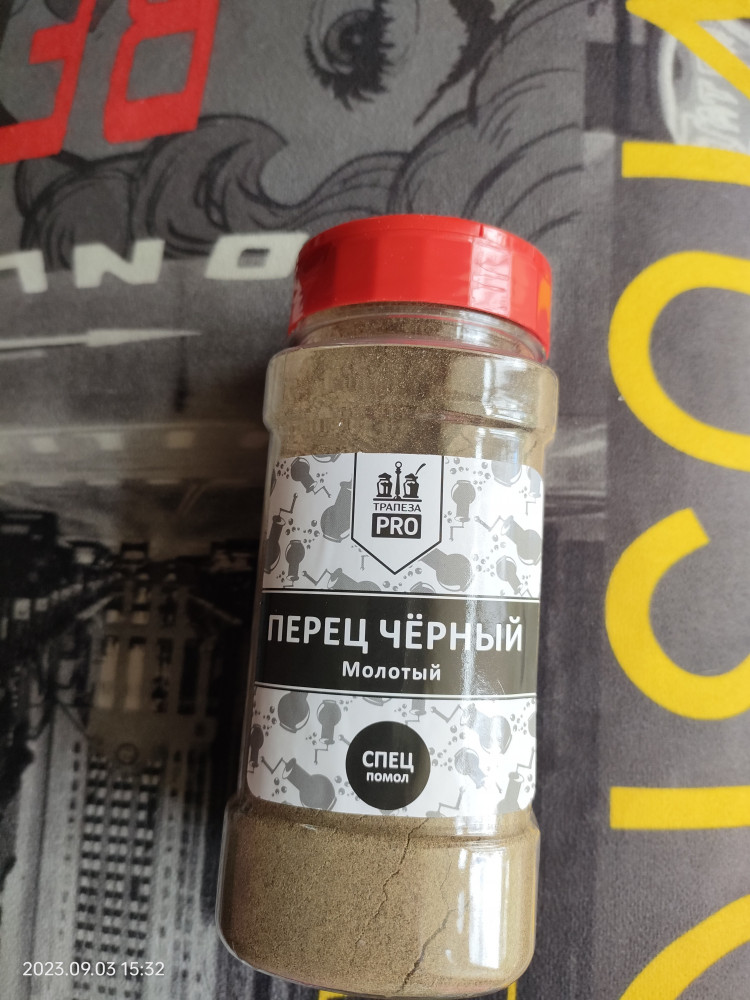 ТРАПЕЗА
PRO
ПЕРЕЦ ЧЁРНЫЙ
Молотый
СПЕЦ
помол
2023.09.03 15:32